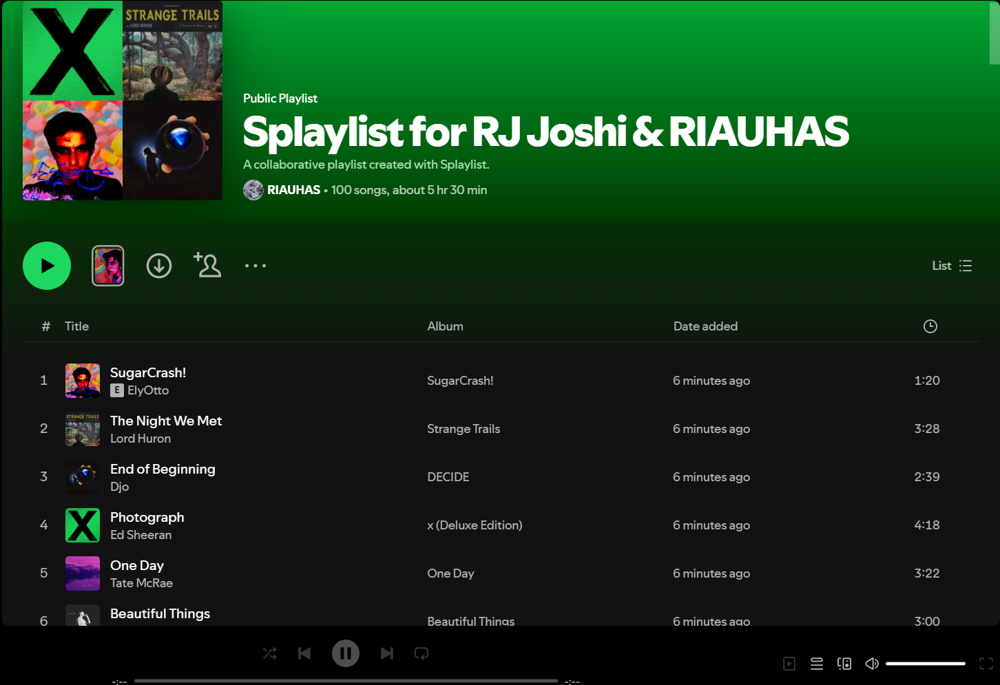 STRANGE TRAILS
BY LORD HURON
Public Playlist
Splaylist for RJ Joshi & RIAUHAS
A collaborative playlist created with Splaylist.
RIAUHAS • 100 songs, about 5 hr 30 min
List
# Title Album Date added
1 SugarCrash! SugarCrash! 6 minutes ago 1:20
E ElyOtto
2 The Night We Met Strange Trails 6 minutes ago 3:28
Lord Huron
3 End of Beginning DECIDE 6 minutes ago 2:39
Djo
4 Photograph x (Deluxe Edition) 6 minutes ago 4:18
Ed Sheeran
5 One Day One Day 6 minutes ago 3:22
Tate McRae
6 Beautiful Things Beautiful Things 6 minutes ago 3:00
-:-- -:--